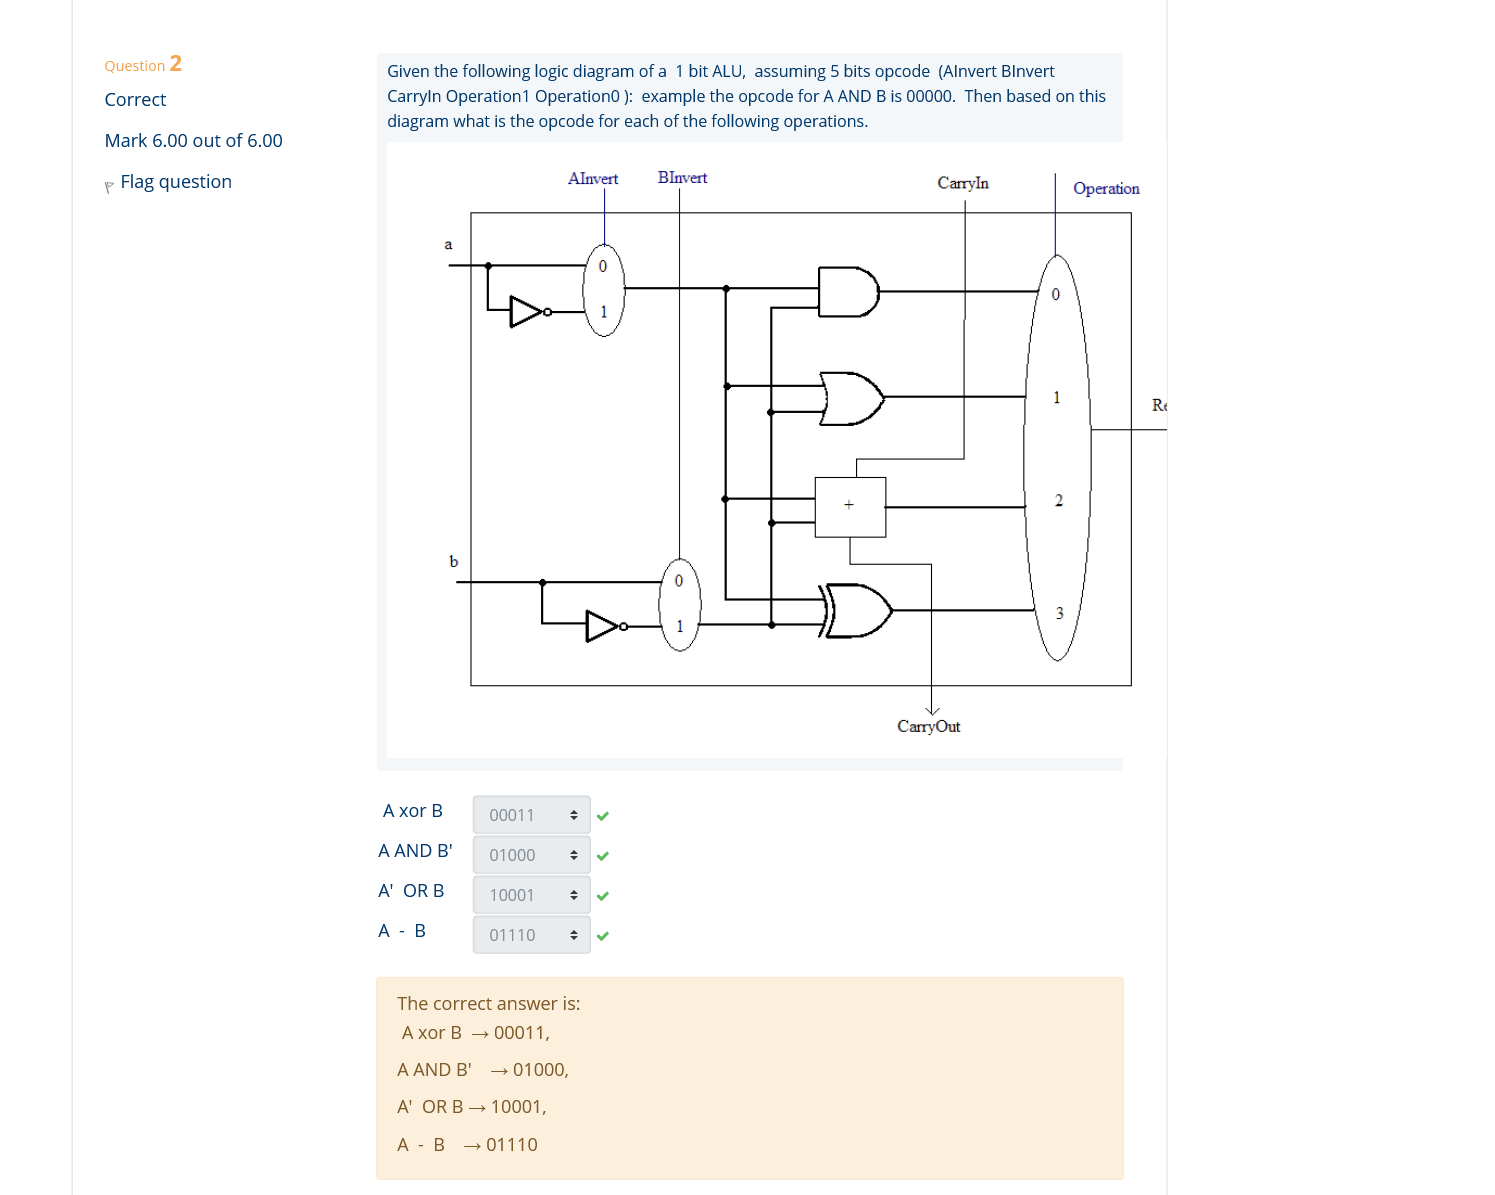 Question 2
Correct
Mark 6.00 out of 6.00
Flag question
Given the following logic diagram of a 1 bit ALU, assuming 5 bits opcode (AInvert BInvert
CarryIn Operation1 Operation0 ): example the opcode for A AND B is 00000. Then based on this
diagram what is the opcode for each of the following operations.
AInvert BInvert CarryIn Operation
a
0
1
0
1
Re
+
2
b
0
1
3
CarryOut
A xor B 00011
A AND B' 01000
A' OR B 10001
A - B 01110
The correct answer is:
A xor B → 00011,
A AND B' → 01000,
A' OR B → 10001,
A - B → 01110